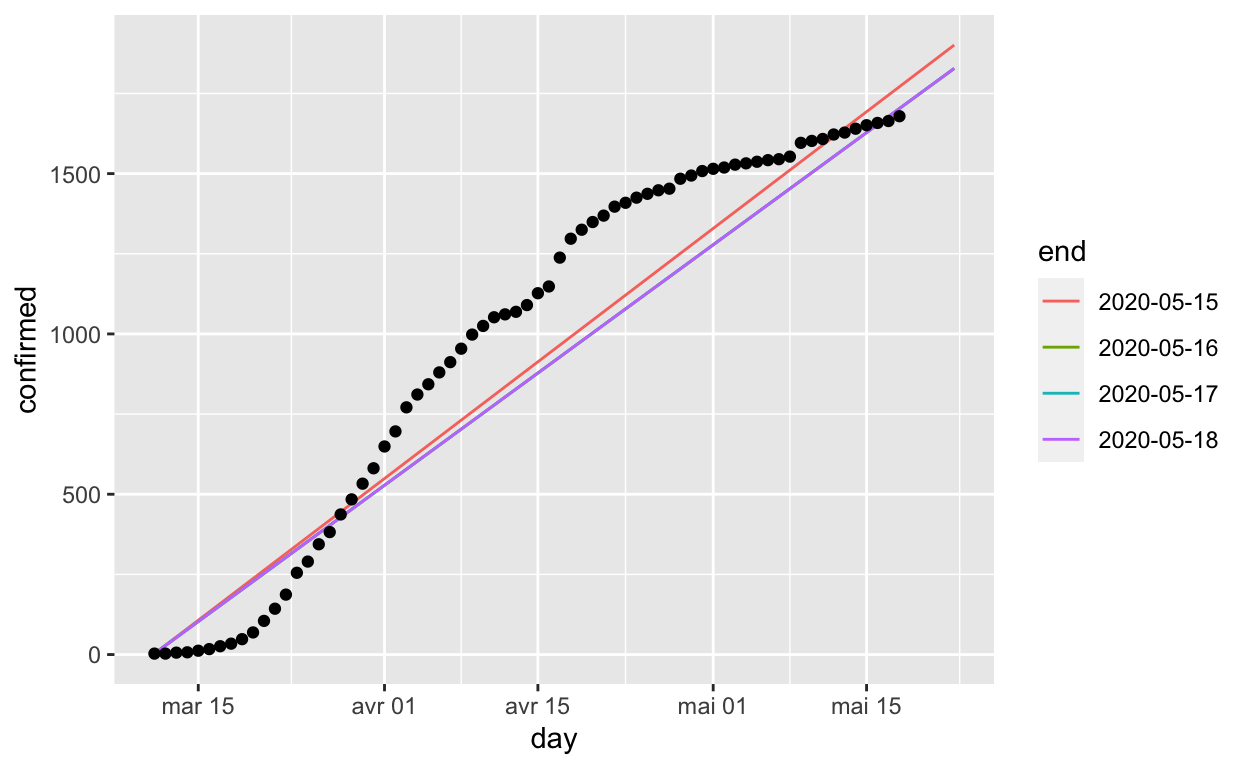 1500
1000
500
0
confirmed
mar 15
avr 01
avr 15
mai 01
mai 15
day
end
2020-05-15
2020-05-16
2020-05-17
2020-05-18